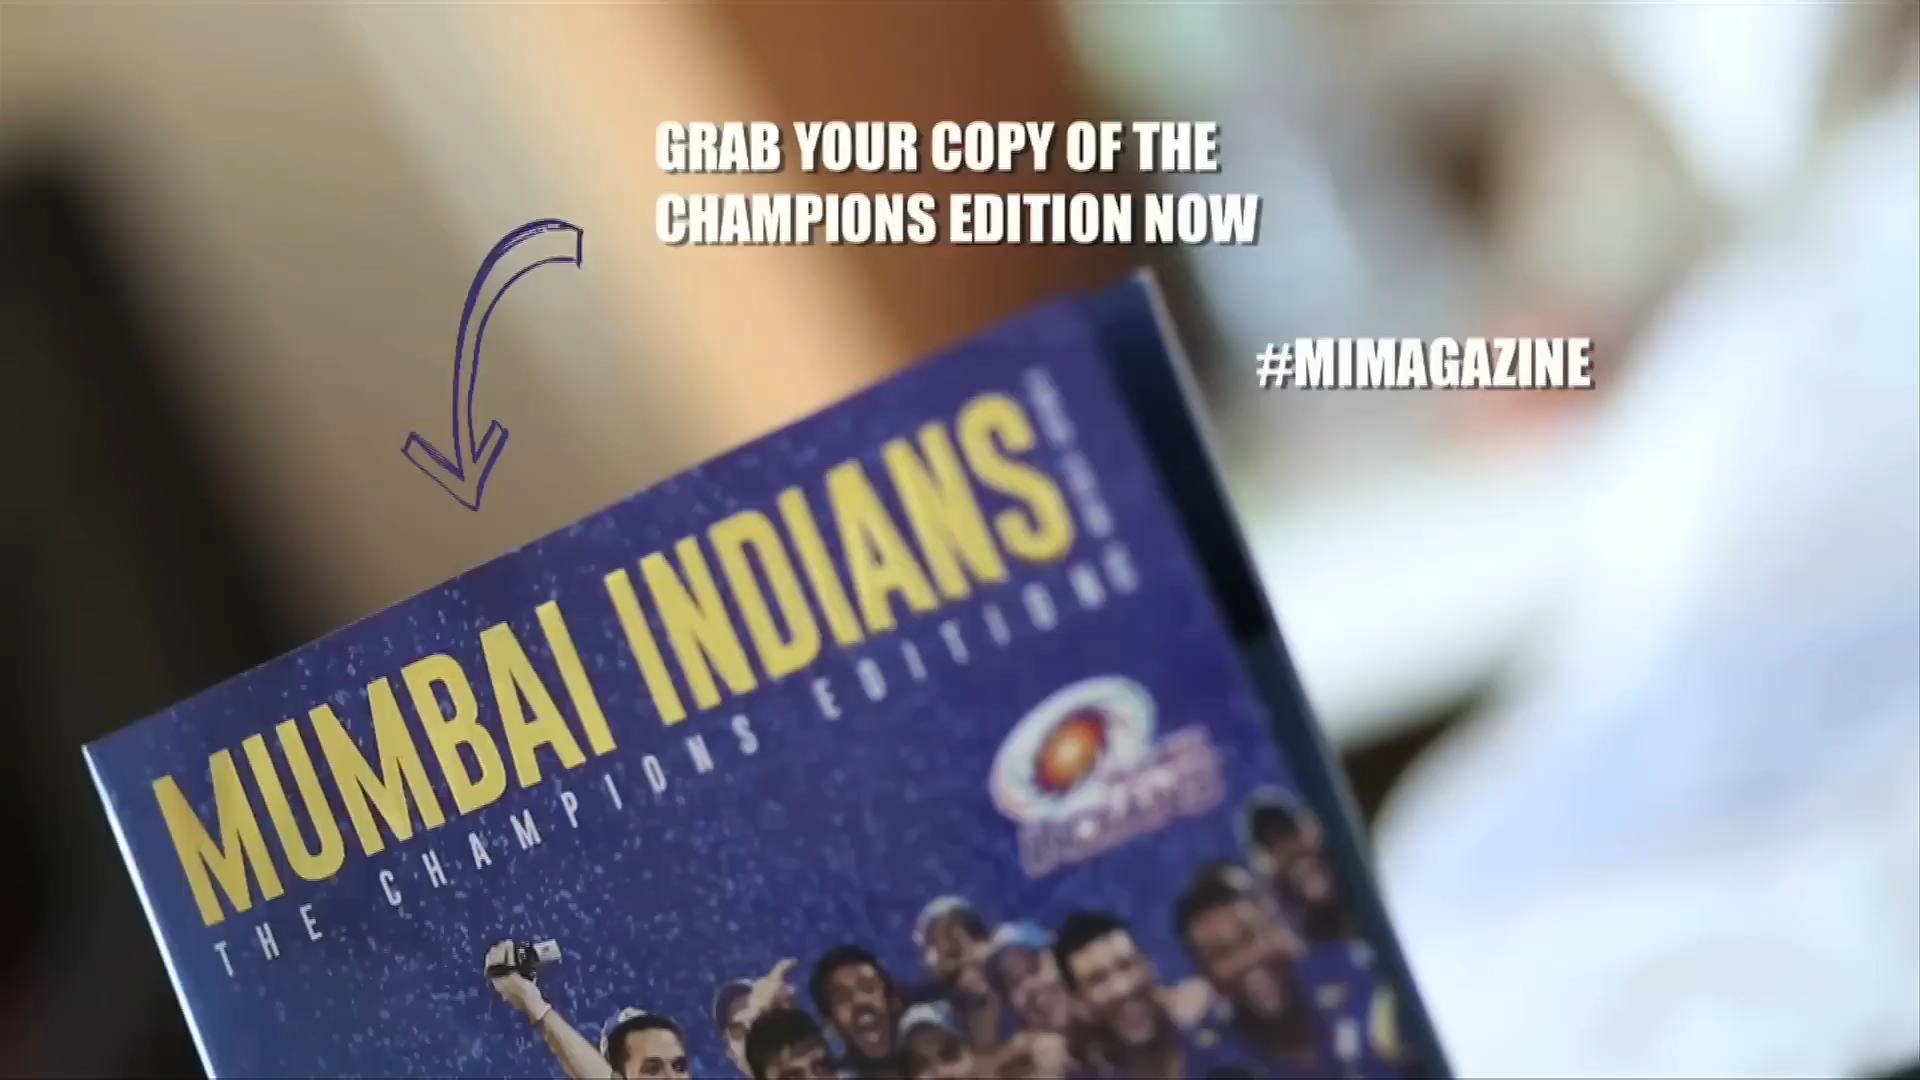 GRAB YOUR COPY OF THE
CHAMPIONS EDITION NOW
#MIMAGAZINE
MUMBAI INDIANS
THE CHAMPIONS EDITION